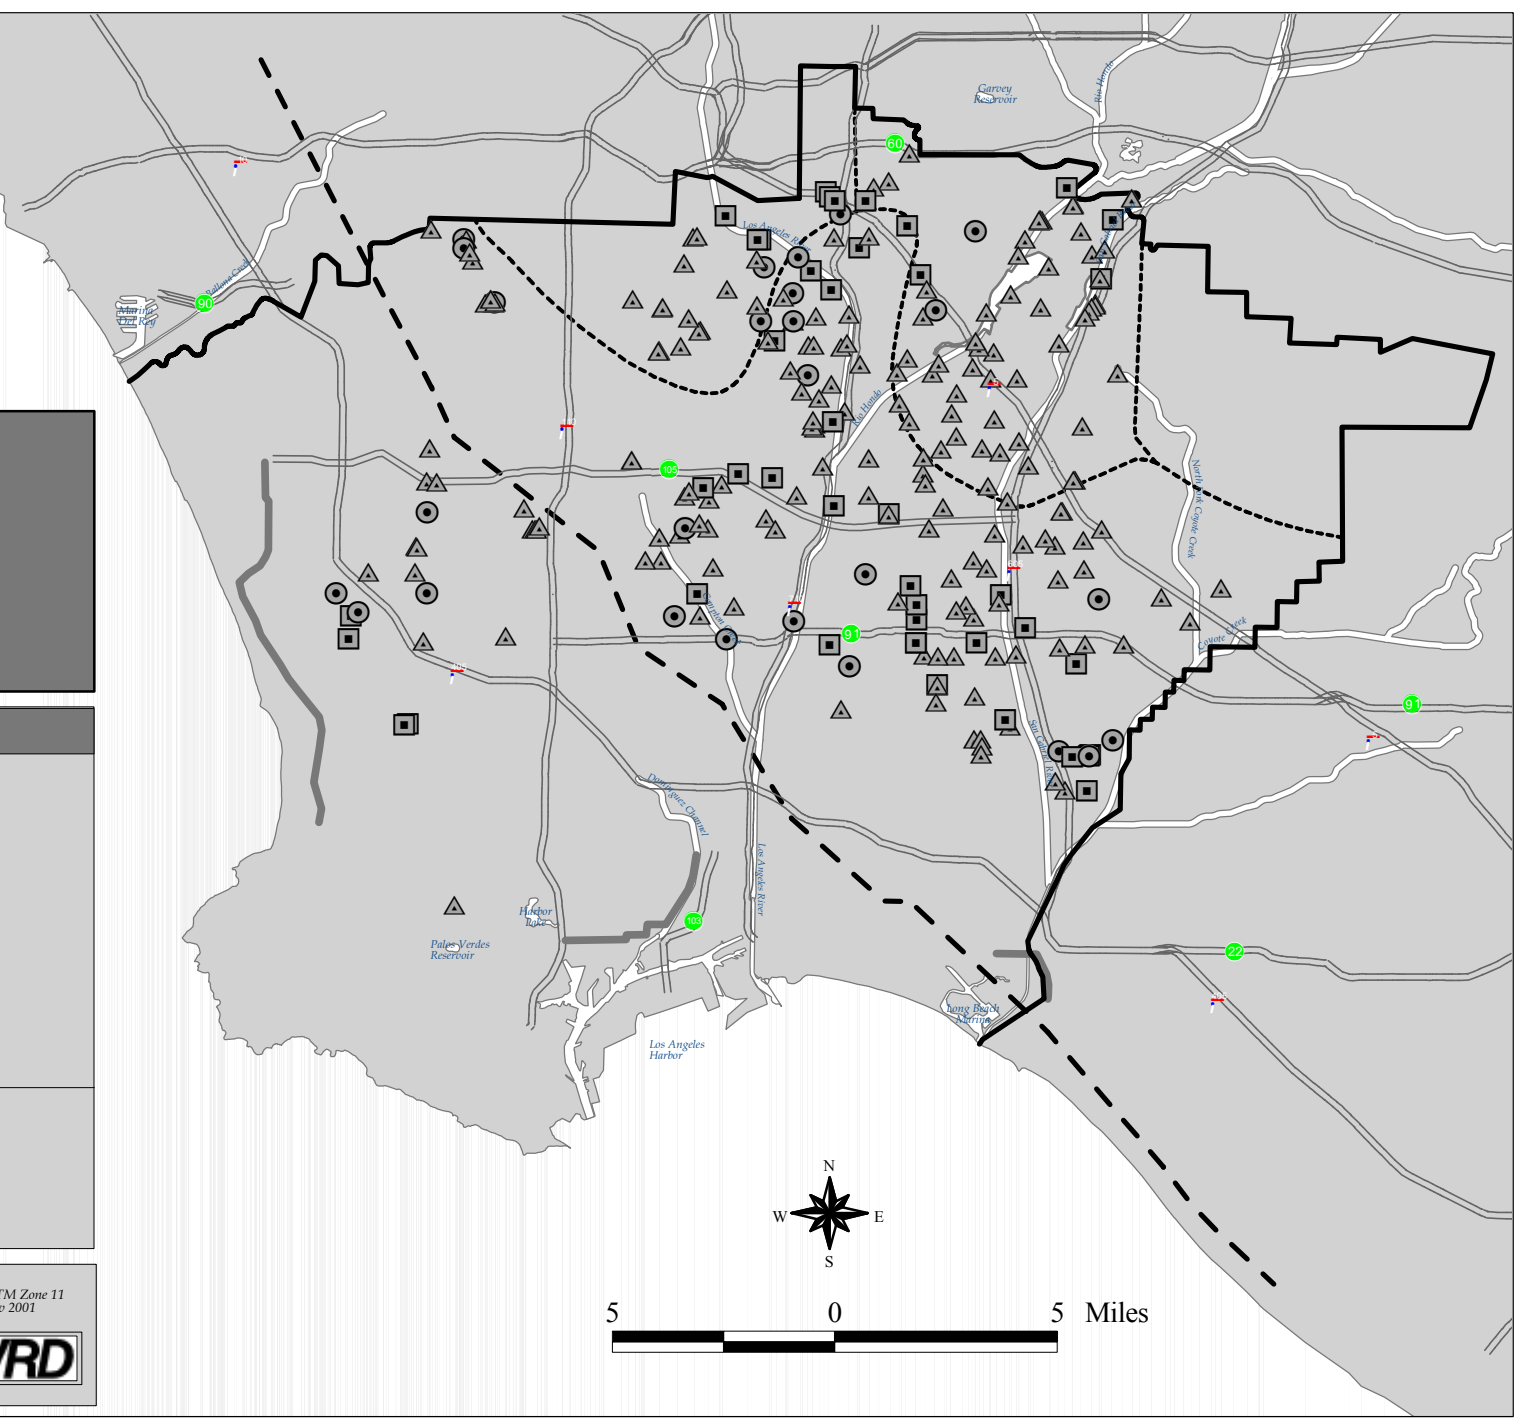 Garvey
Reservoir
Rio Hondo
60
Los Angeles River
Ballona Creek
90
Marina
Del Rey
Rio Hondo
105
North Fork Coyote Creek
Compton Creek
91
Coyote Creek
91
San Gabriel River
Dominguez Channel
Los Angeles River
Harbor
Lake
103
Palos Verdes
Reservoir
22
Long Beach
Marina
Los Angeles
Harbor
N
W
E
S
TM Zone 11
2001
5 0 5 Miles
WRD